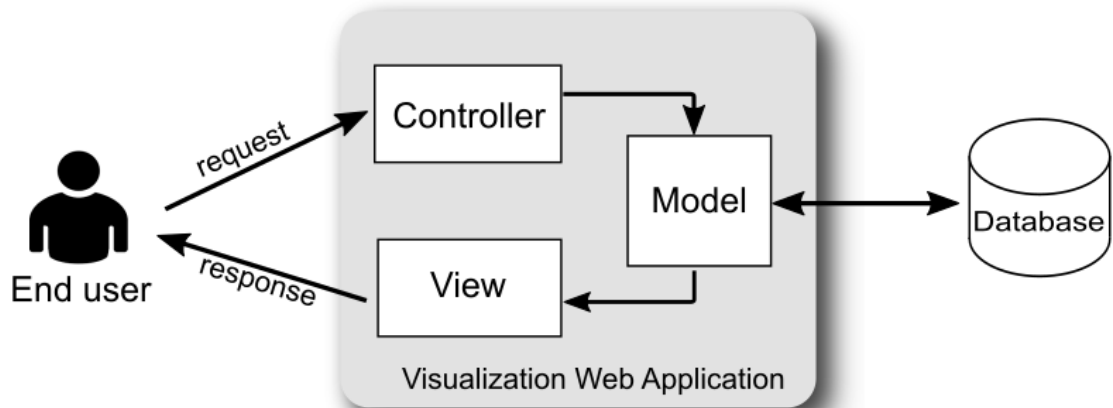 request
Controller
Model
Database
End user
response
View
Visualization Web Application